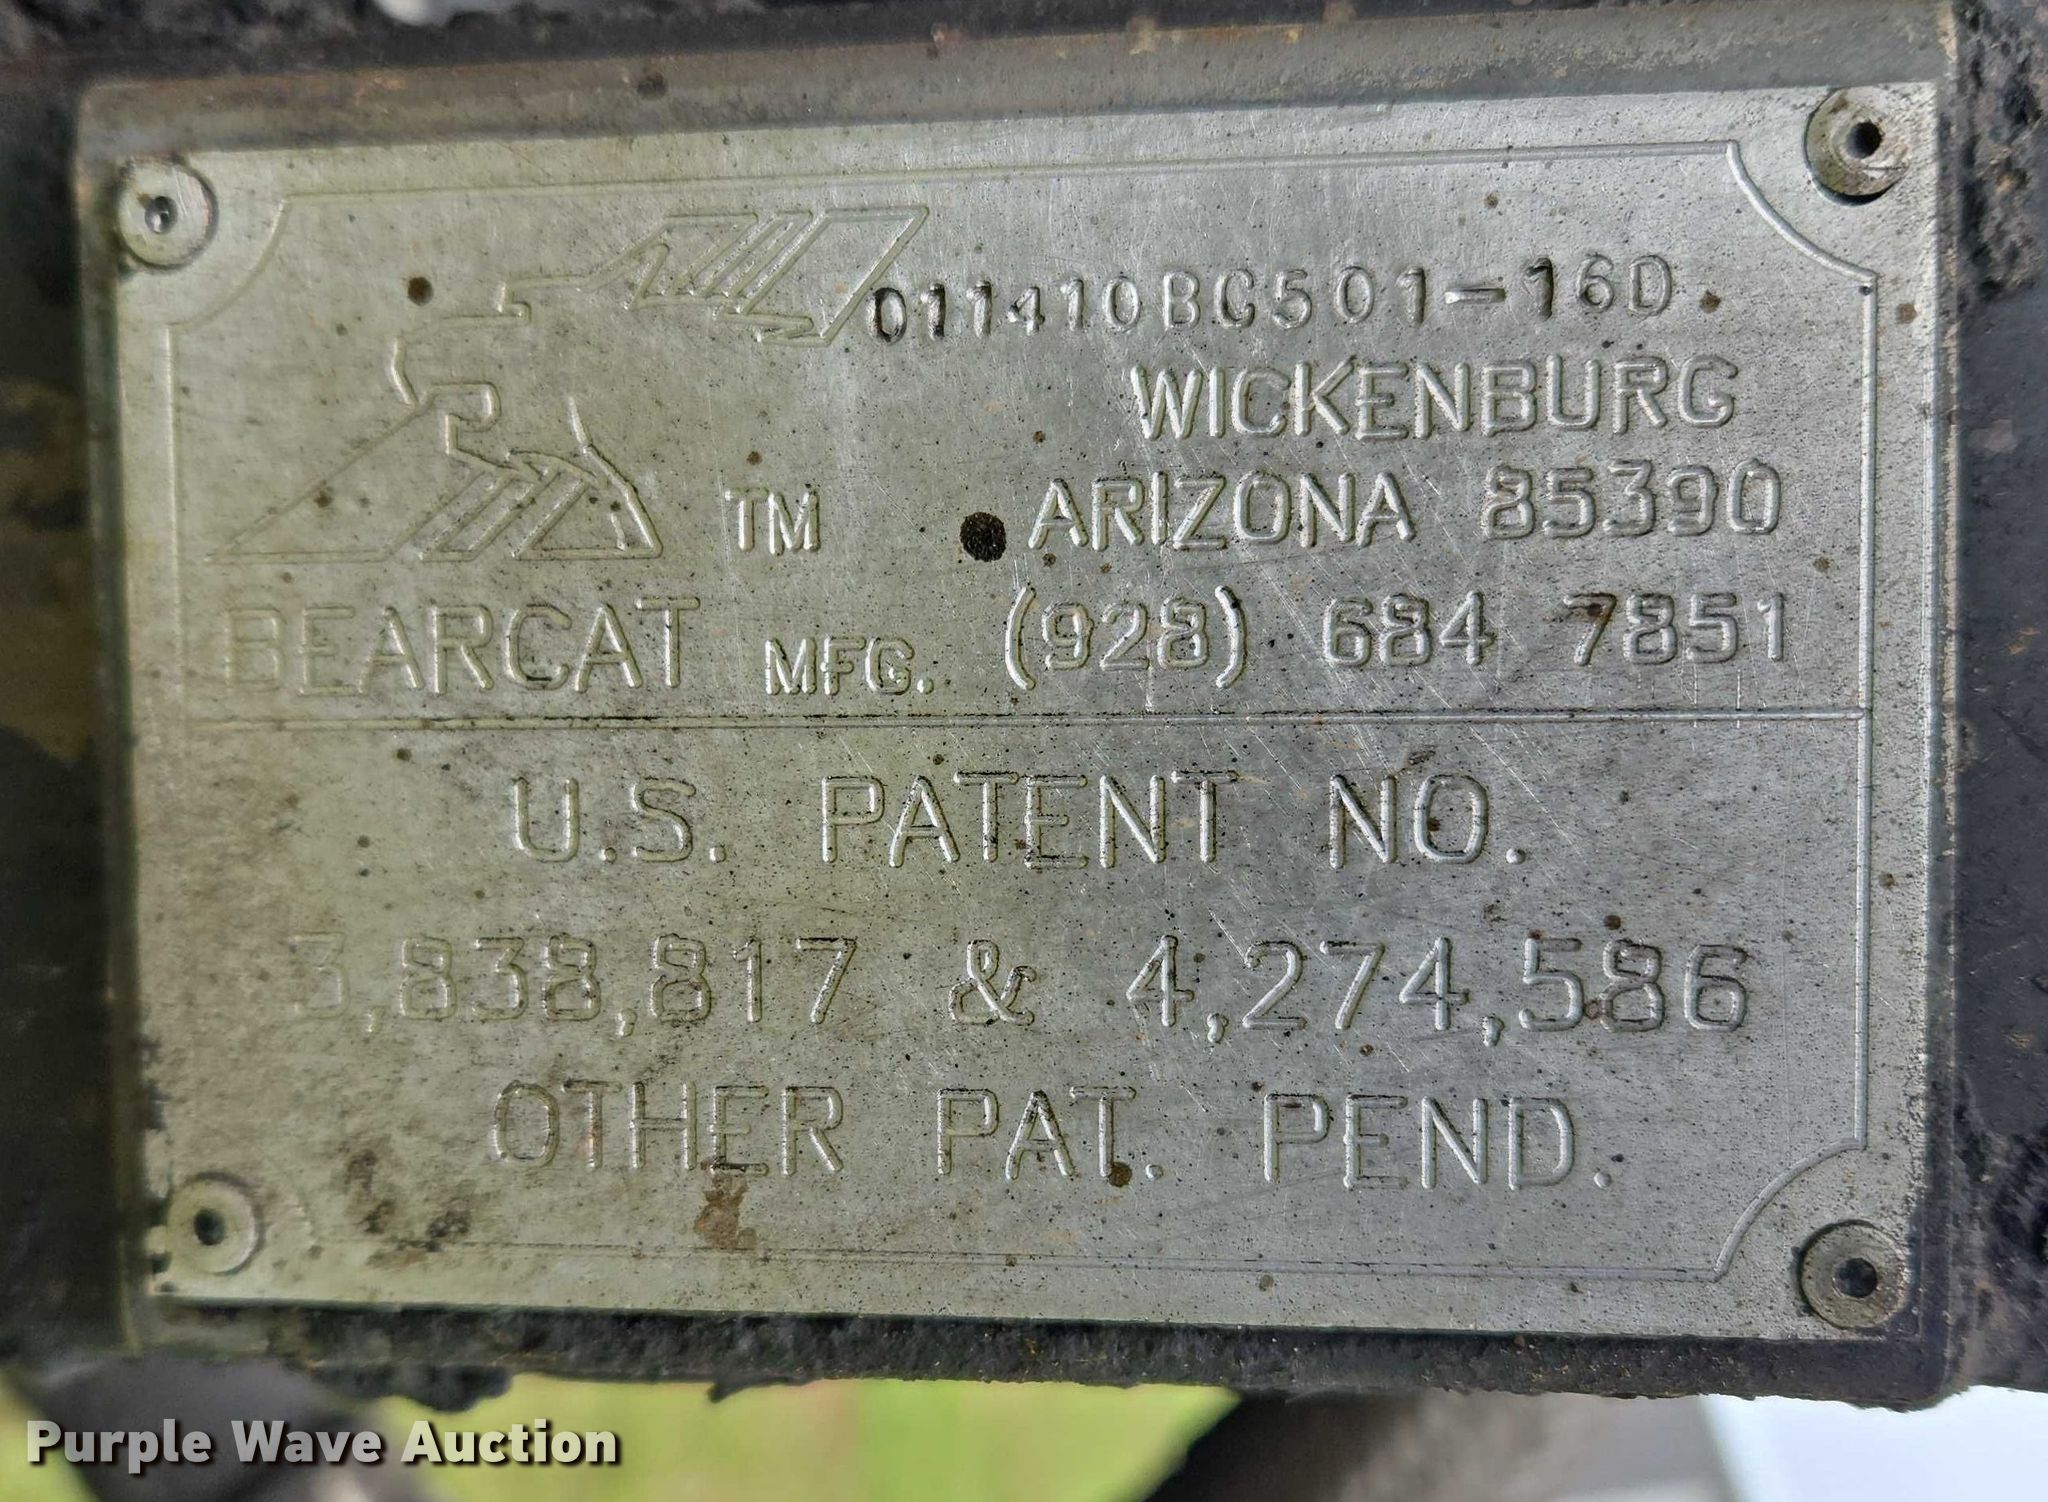 011410BC501-16D
WICKENBURG
TM ARIZONA 85390
BEARCAT MFG. (928) 684 7851
U.S. PATENT NO.
3,838,817 & 4,274,586
OTHER PAT. PEND.
Purple Wave Auction